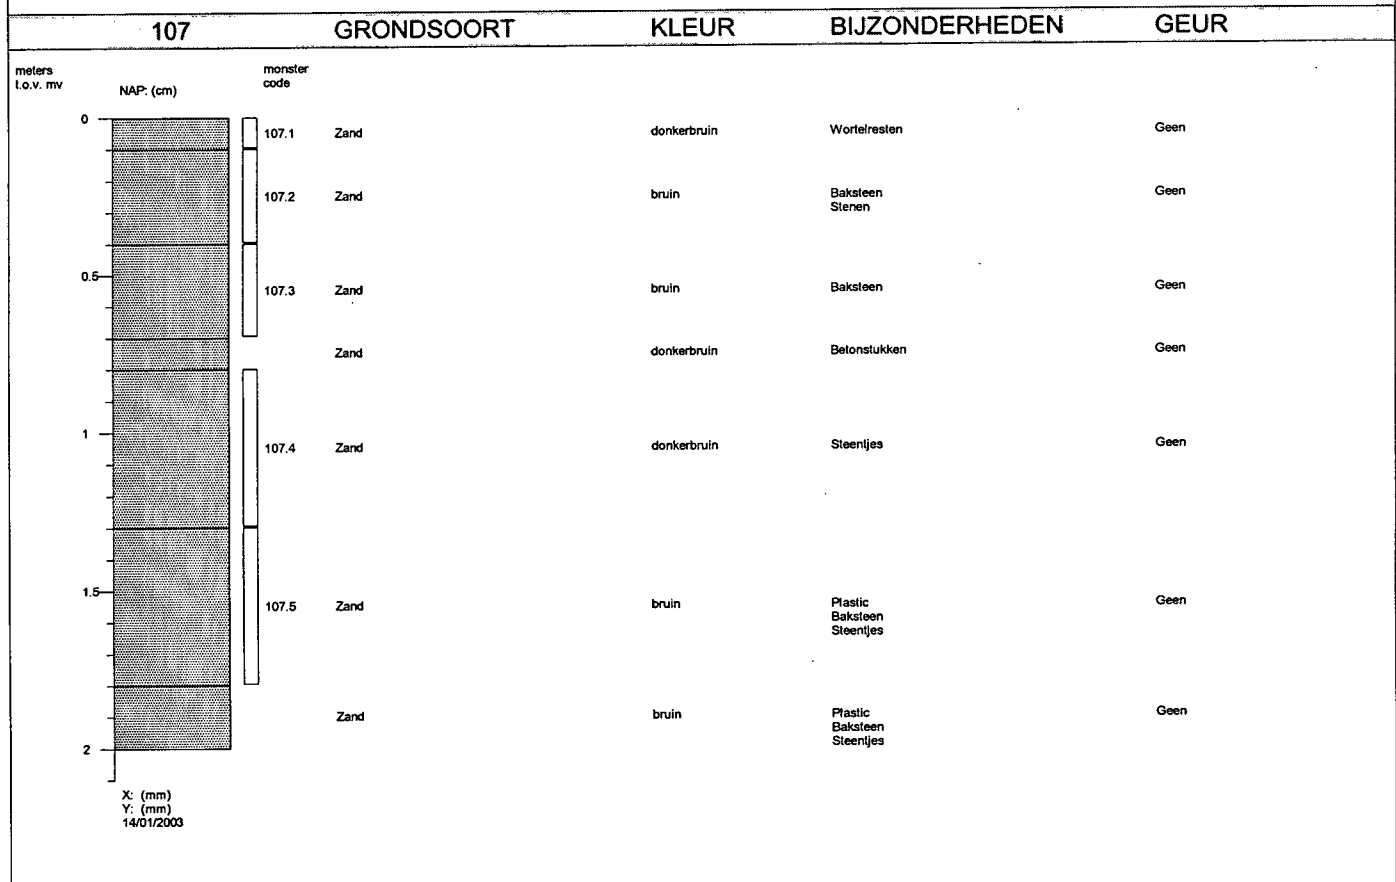 107 GRONDSOORT KLEUR BIJZONDERHEDEN GEUR
meters
t.o.v. mv
NAP: (cm)
monster
code
0
107.1 Zand donkerbruin Wortelresten Geen
107.2 Zand bruin Baksteen Geen
Stenen
0.5
107.3 Zand bruin Baksteen Geen
Zand donkerbruin Betonstukken Geen
1
107.4 Zand donkerbruin Steentjes Geen
1.5
107.5 Zand bruin Plastic Geen
Baksteen
Steentjes
Zand bruin Plastic Geen
Baksteen
Steentjes
2
X: (mm)
Y: (mm)
14/01/2003